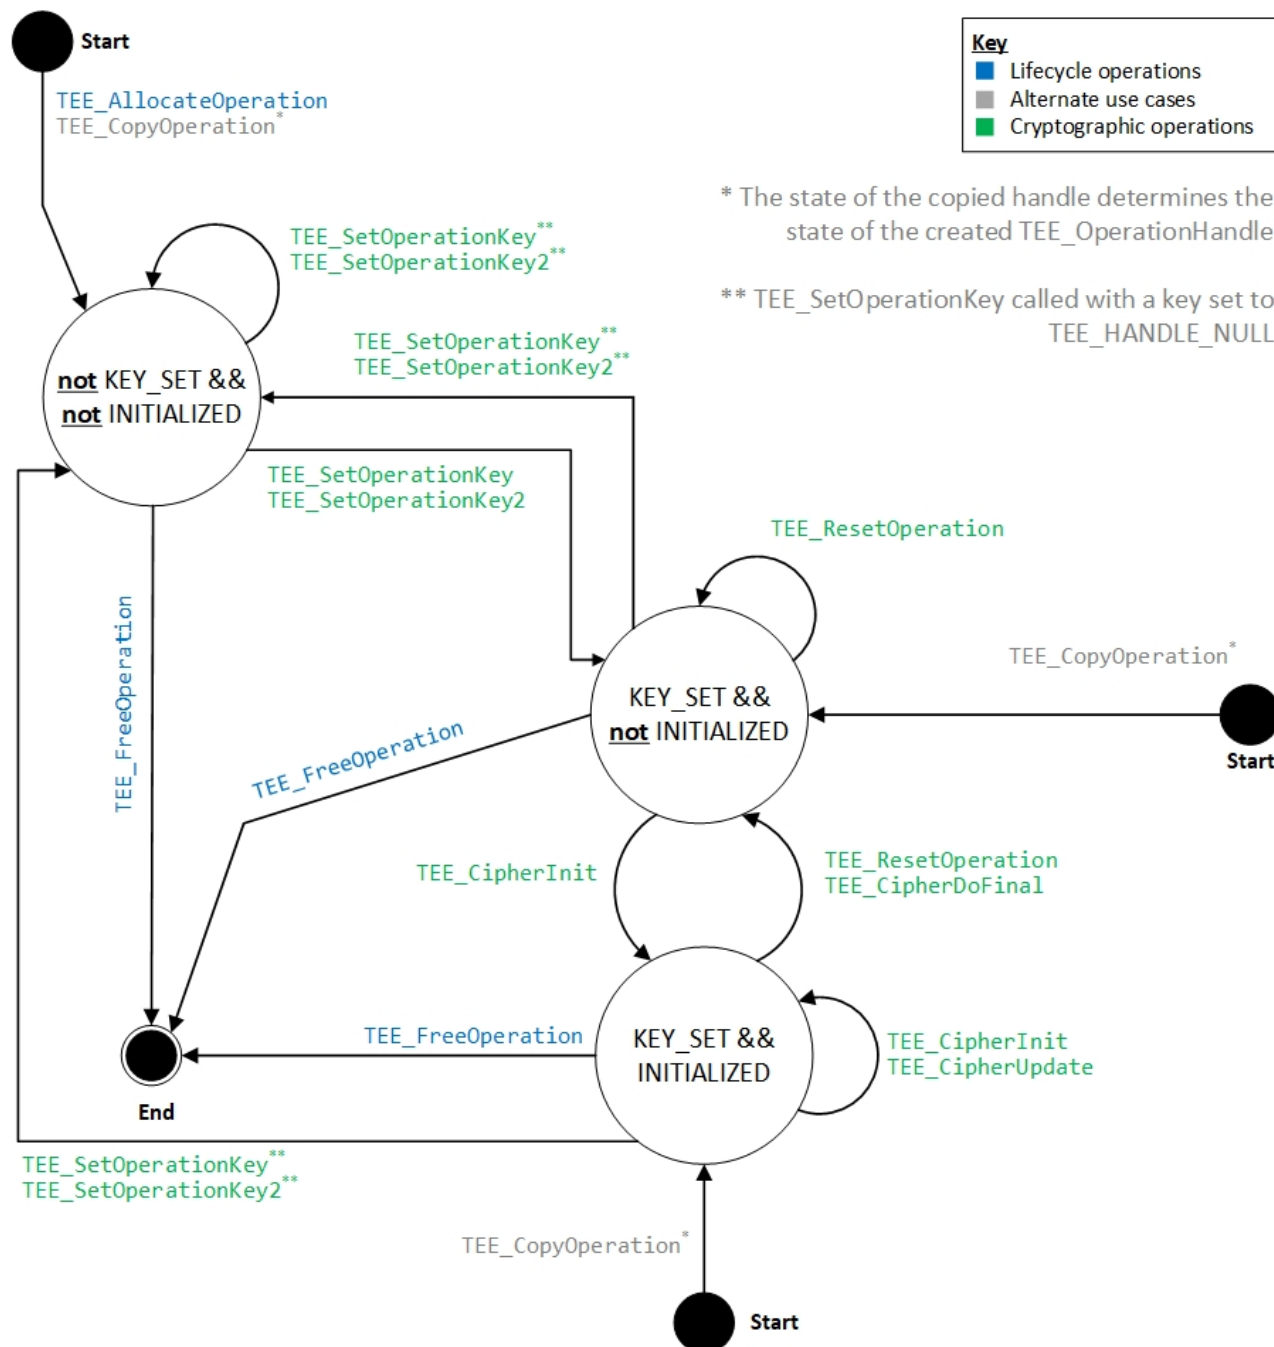 Start
Key
Lifecycle operations
Alternate use cases
Cryptographic operations
TEE_AllocateOperation
TEE_CopyOperation*
* The state of the copied handle determines the
state of the created TEE_OperationHandle
** TEE_SetOperationKey called with a key set to
TEE_HANDLE_NULL
TEE_SetOperationKey**
TEE_SetOperationKey2**
TEE_SetOperationKey**
TEE_SetOperationKey2**
not KEY_SET &&
not INITIALIZED
TEE_SetOperationKey
TEE_SetOperationKey2
TEE_ResetOperation
TEE_FreeOperation
TEE_CopyOperation*
KEY_SET &&
not INITIALIZED
Start
TEE_FreeOperation
TEE_CipherInit
TEE_ResetOperation
TEE_CipherDoFinal
TEE_FreeOperation
KEY_SET &&
INITIALIZED
TEE_CipherInit
TEE_CipherUpdate
End
TEE_SetOperationKey**
TEE_SetOperationKey2**
TEE_CopyOperation*
Start